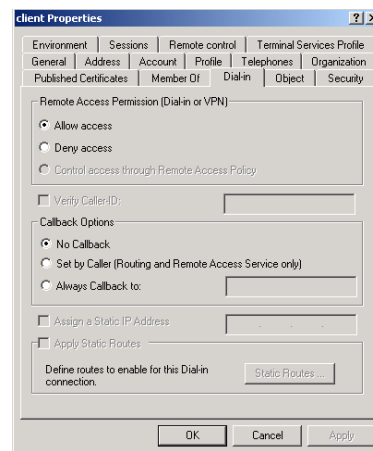 client Properties
? x
Environment Sessions Remote control Terminal Services Profile
General Address Account Profile Telephones Organization
Published Certificates Member Of Dial-in Object Security
Remote Access Permission (Dial-in or VPN)
Allow access
Deny access
Control access through Remote Access Policy
Verify Caller-ID:
Callback Options
No Callback
Set by Caller (Routing and Remote Access Service only)
Always Callback to:
Assign a Static IP Address . . .
Apply Static Routes
Define routes to enable for this Dial-in
connection.
Static Routes ...
OK Cancel Apply